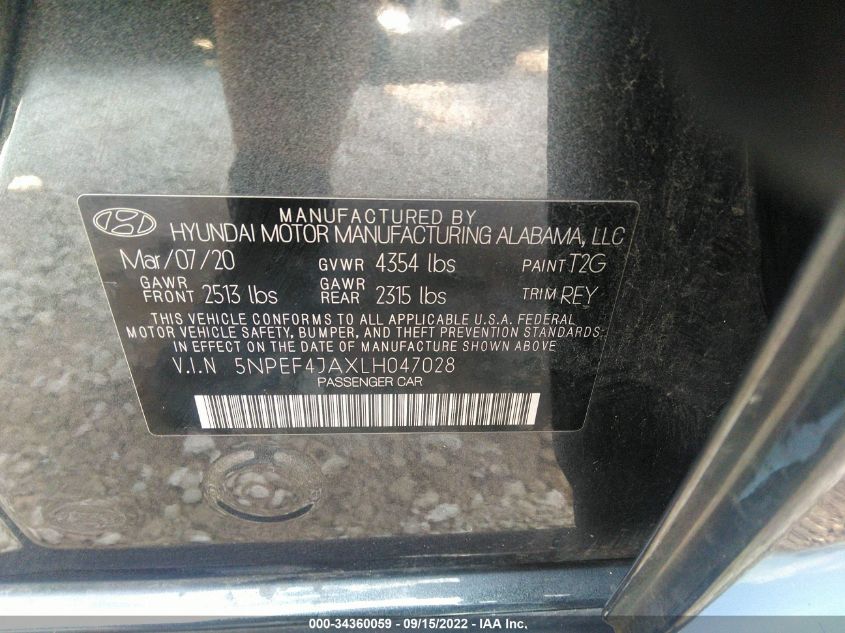 MANUFACTURED BY
HYUNDAI MOTOR MANUFACTURING ALABAMA, LLC
Mar/07/20 GVWR 4354 lbs PAINT T2G
GAWR FRONT 2513 lbs GAWR REAR 2315 lbs TRIM REY
THIS VEHICLE CONFORMS TO ALL APPLICABLE U.S.A. FEDERAL
MOTOR VEHICLE SAFETY, BUMPER, AND THEFT PREVENTION STANDARDS
IN EFFECT ON THE DATE OF MANUFACTURE SHOWN ABOVE
V.I.N 5NPEF4JAXLH047028
PASSENGER CAR
000-34360059 - 09/15/2022 - IAA Inc.